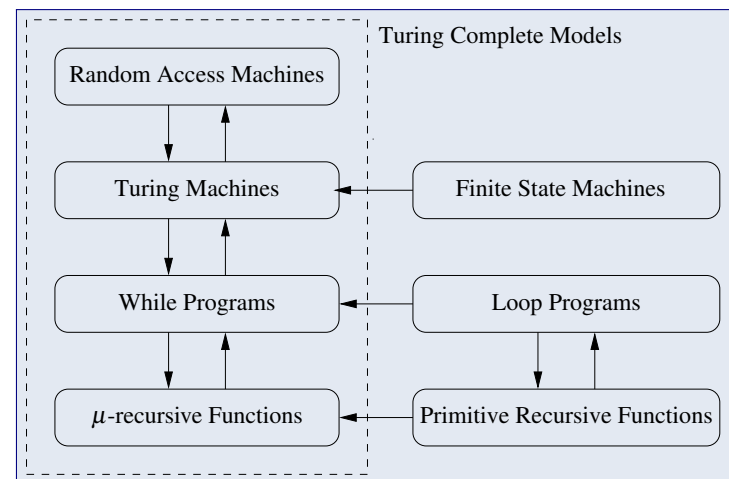 Turing Complete Models
Random Access Machines
Turing Machines
Finite State Machines
While Programs
Loop Programs
μ-recursive Functions
Primitive Recursive Functions